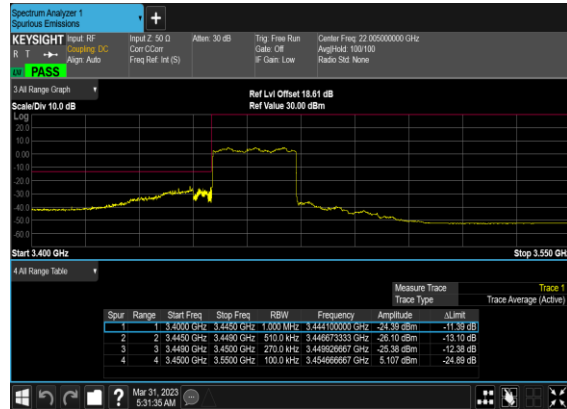 Spectrum Analyzer 1
Spurious Emissions
+
KEYSIGHT Input: RF Input Z: 50 Ω Atten: 30 dB Trig: Free Run Center Freq: 22.005000000 GHz
R T Coupling: DC Corr CCorr Gate: Off Avg|Hold: 100/100
Align: Auto Freq Ref: Int (S) IF Gain: Low Radio Std: None
PASS
3 All Range Graph
Ref Lvl Offset 18.61 dB
Scale/Div 10.0 dB Ref Value 30.00 dBm
Log
20.0
10.0
0.00
-10.0
-20.0
-30.0
-40.0
-50.0
-60.0
Start 3.400 GHz Stop 3.550 GHz
4 All Range Table
Measure Trace Trace 1
Trace Type Trace Average (Active)
Spur Range Start Freq Stop Freq RBW Frequency Amplitude ΔLimit
1 1 3.4000 GHz 3.4450 GHz 1.000 MHz 3.444100000 GHz -24.39 dBm -11.39 dB
2 2 3.4450 GHz 3.4490 GHz 510.0 kHz 3.446673333 GHz -26.10 dBm -13.10 dB
3 3 3.4490 GHz 3.4500 GHz 270.0 kHz 3.449926667 GHz -25.38 dBm -12.38 dB
4 4 3.4500 GHz 3.5500 GHz 100.0 kHz 3.454666667 GHz 5.107 dBm -24.89 dB
? Mar 31, 2023
5:31:35 AM